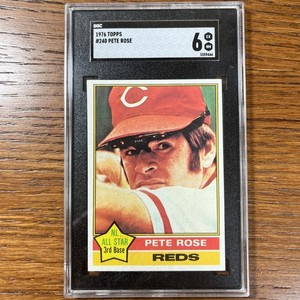 SGC
1976 TOPPS
#240 PETE ROSE
6
EX
NM
C
NL
ALL STAR
3rd Base
PETE ROSE
REDS